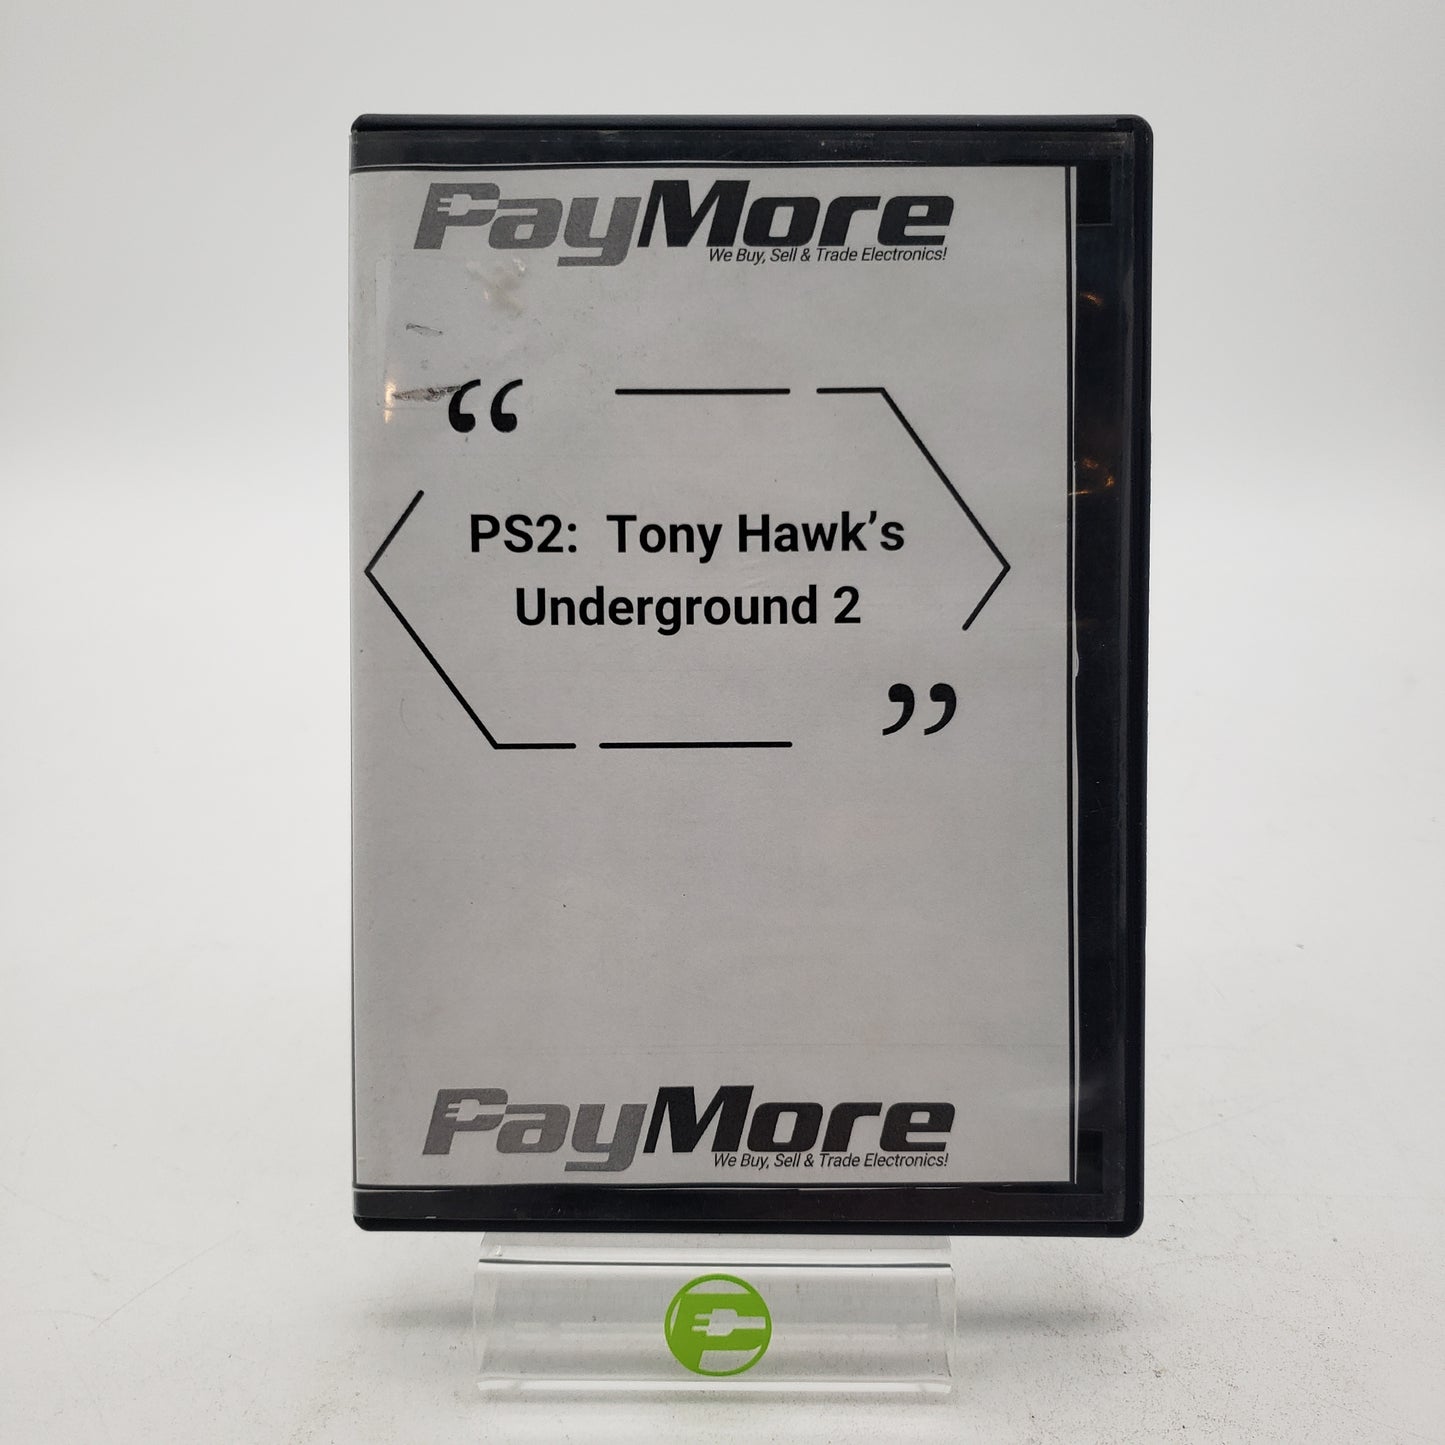 PayMore
We Buy, Sell & Trade Electronics!
“
PS2: Tony Hawk’s
Underground 2
”
PayMore
We Buy, Sell & Trade Electronics!